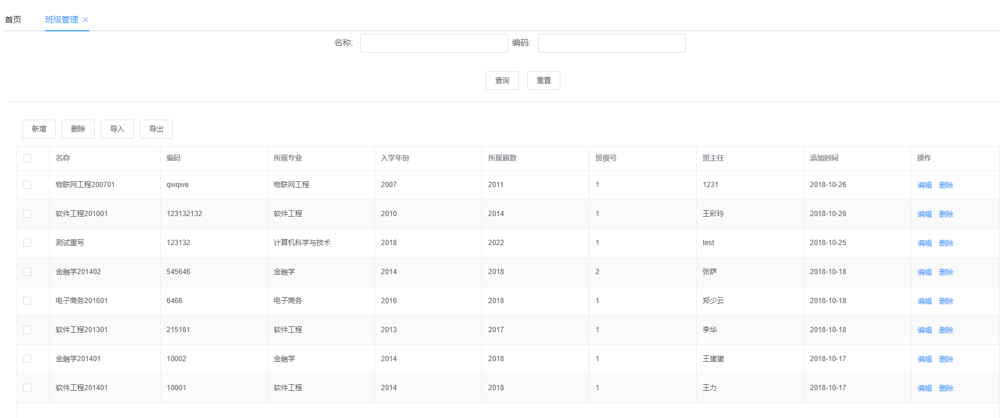 首页 班级管理 ×
名称: 编码:
查询 重置
新增 删除 导入 导出
名称 编码 所属专业 入学年份 所属届数 班级号 班主任 添加时间 操作
物联网工程200701 qwqwe 物联网工程 2007 2011 1 1231 2018-10-26 编辑 删除
软件工程201001 123132132 软件工程 2010 2014 1 王彩玲 2018-10-26 编辑 删除
测试重写 123132 计算机科学与技术 2018 2022 1 test 2018-10-25 编辑 删除
金融学201402 545646 金融学 2014 2018 2 张萨 2018-10-18 编辑 删除
电子商务201601 6466 电子商务 2016 2018 1 郑少云 2018-10-18 编辑 删除
软件工程201301 215161 软件工程 2013 2017 1 李华 2018-10-18 编辑 删除
金融学201401 10002 金融学 2014 2018 1 王蛋蛋 2018-10-17 编辑 删除
软件工程201401 10001 软件工程 2014 2018 1 王力 2018-10-17 编辑 删除